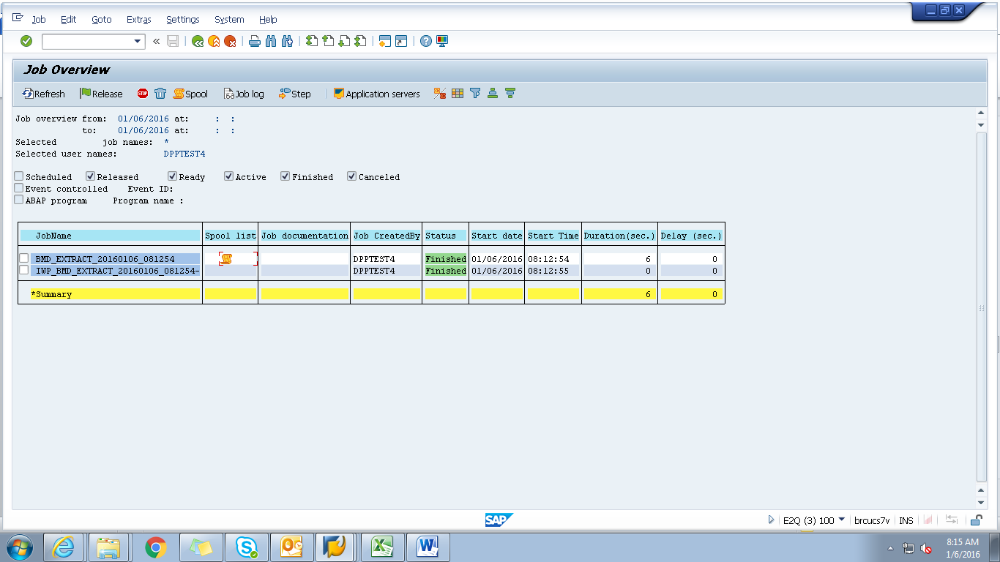 Job Edit Goto Extras Settings System Help
Job Overview
Refresh Release STOP Spool Job log Step Application servers
Job overview from: 01/06/2016 at: : :
to: 01/06/2016 at: : :
Selected job names: *
Selected user names: DPPTEST4
Scheduled Released Ready Active Finished Canceled
Event controlled Event ID:
ABAP program Program name :
JobName Spool list Job documentation Job CreatedBy Status Start date Start Time Duration(sec.) Delay (sec.)
BMD_EXTRACT_20160106_081254 DPPTEST4 Finished 01/06/2016 08:12:54 6 0
IWP_BMD_EXTRACT_20160106_081254- DPPTEST4 Finished 01/06/2016 08:12:55 0 0
*Summary 6 0
SAP
E2Q (3) 100 brcucs7v INS
8:15 AM
1/6/2016